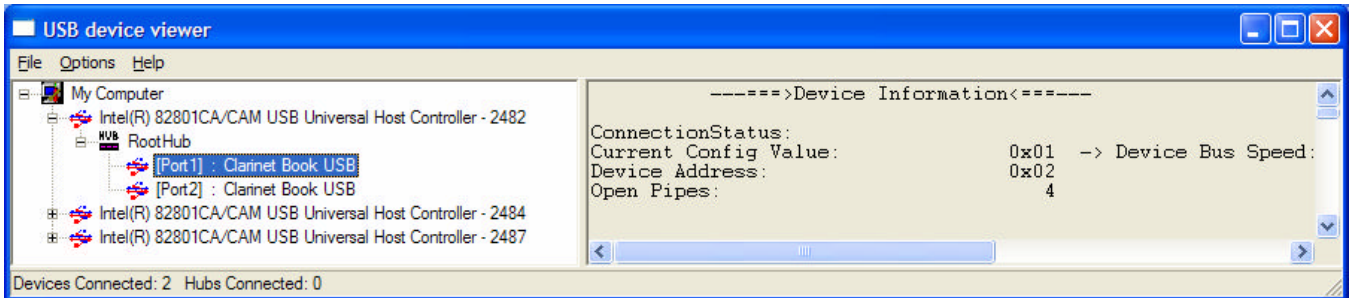 USB device viewer
File Options Help
My Computer
Intel(R) 82801CA/CAM USB Universal Host Controller - 2482
HUB RootHub
[Port1] : Clarinet Book USB
[Port2] : Clarinet Book USB
Intel(R) 82801CA/CAM USB Universal Host Controller - 2484
Intel(R) 82801CA/CAM USB Universal Host Controller - 2487
---===>Device Information<===---
ConnectionStatus:
Current Config Value: 0x01 -> Device Bus Speed:
Device Address: 0x02
Open Pipes: 4
Devices Connected: 2 Hubs Connected: 0